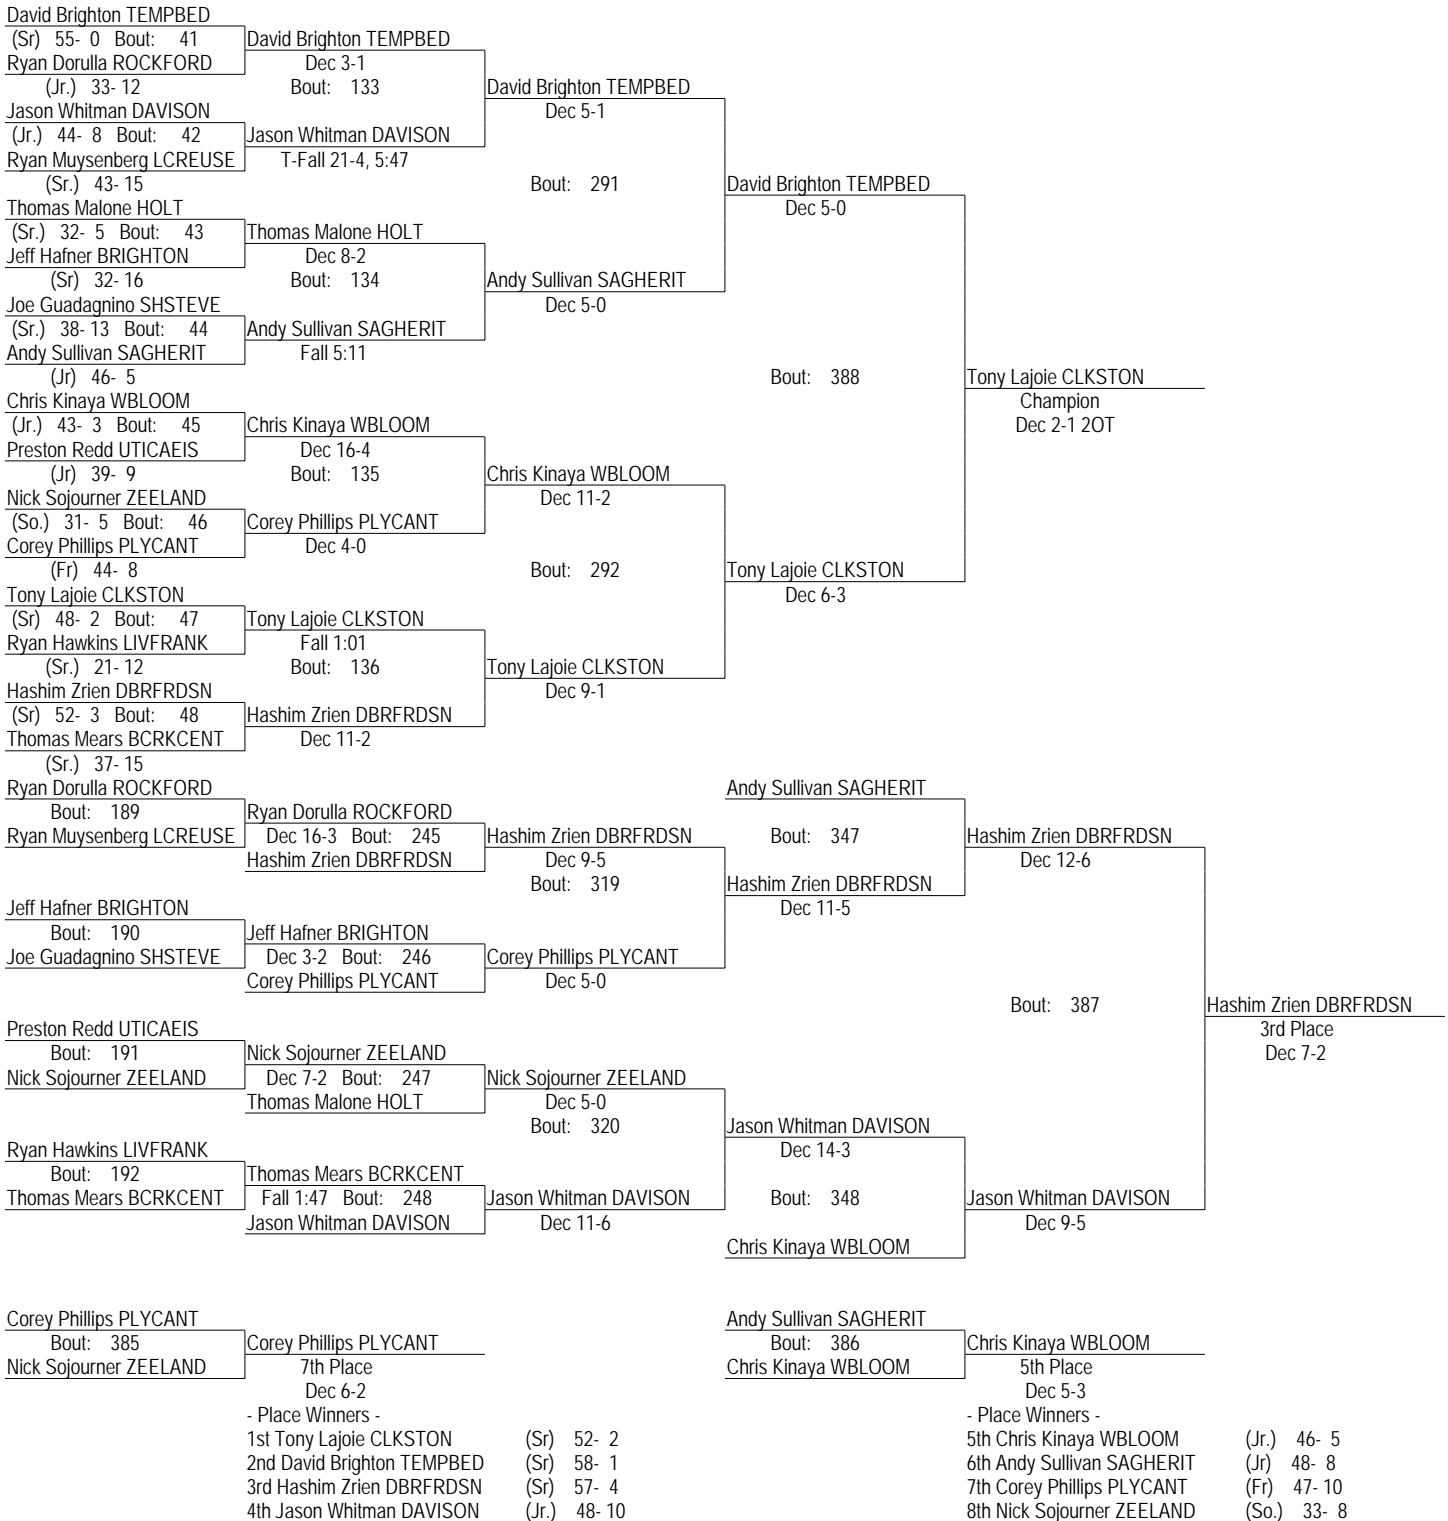 David Brighton TEMPBED
(Sr) 55- 0 Bout: 41 David Brighton TEMPBED
Ryan Dorulla ROCKFORD Dec 3-1
(Jr.) 33- 12 Bout: 133 David Brighton TEMPBED
Jason Whitman DAVISON Dec 5-1
(Jr.) 44- 8 Bout: 42 Jason Whitman DAVISON
Ryan Muysenberg LCREUSE T-Fall 21-4, 5:47
(Sr.) 43- 15 Bout: 291 David Brighton TEMPBED
Thomas Malone HOLT Dec 5-0
(Sr.) 32- 5 Bout: 43 Thomas Malone HOLT
Jeff Hafner BRIGHTON Dec 8-2
(Sr) 32- 16 Bout: 134 Andy Sullivan SAGHERIT
Joe Guadagnino SHSTEVE Dec 5-0
(Sr.) 38- 13 Bout: 44 Andy Sullivan SAGHERIT
Andy Sullivan SAGHERIT Fall 5:11
(Jr) 46- 5 Bout: 388 Tony Lajoie CLKSTON
Chris Kinaya WBLOOM Champion
(Jr.) 43- 3 Bout: 45 Chris Kinaya WBLOOM Dec 2-1 2OT
Preston Redd UTICAEIS Dec 16-4
(Jr) 39- 9 Bout: 135 Chris Kinaya WBLOOM
Nick Sojourner ZEELAND Dec 11-2
(So.) 31- 5 Bout: 46 Corey Phillips PLYCANT
Corey Phillips PLYCANT Dec 4-0
(Fr) 44- 8 Bout: 292 Tony Lajoie CLKSTON
Tony Lajoie CLKSTON Dec 6-3
(Sr) 48- 2 Bout: 47 Tony Lajoie CLKSTON
Ryan Hawkins LIVFRANK Fall 1:01
(Sr.) 21- 12 Bout: 136 Tony Lajoie CLKSTON
Hashim Zrien DBRFRDSN Dec 9-1
(Sr) 52- 3 Bout: 48 Hashim Zrien DBRFRDSN
Thomas Mears BCRKCENT Dec 11-2
(Sr.) 37- 15
Ryan Dorulla ROCKFORD Andy Sullivan SAGHERIT
Bout: 189 Ryan Dorulla ROCKFORD
Ryan Muysenberg LCREUSE Dec 16-3 Bout: 245 Hashim Zrien DBRFRDSN Bout: 347 Hashim Zrien DBRFRDSN
Hashim Zrien DBRFRDSN Dec 9-5 Dec 12-6
Bout: 319 Hashim Zrien DBRFRDSN
Jeff Hafner BRIGHTON Dec 11-5
Bout: 190 Jeff Hafner BRIGHTON
Joe Guadagnino SHSTEVE Dec 3-2 Bout: 246 Corey Phillips PLYCANT
Corey Phillips PLYCANT Dec 5-0
Bout: 387 Hashim Zrien DBRFRDSN
Preston Redd UTICAEIS 3rd Place
Bout: 191 Nick Sojourner ZEELAND Dec 7-2
Nick Sojourner ZEELAND Dec 7-2 Bout: 247 Nick Sojourner ZEELAND
Thomas Malone HOLT Dec 5-0
Bout: 320 Jason Whitman DAVISON
Ryan Hawkins LIVFRANK Dec 14-3
Bout: 192 Thomas Mears BCRKCENT
Thomas Mears BCRKCENT Fall 1:47 Bout: 248 Jason Whitman DAVISON Bout: 348 Jason Whitman DAVISON
Jason Whitman DAVISON Dec 11-6 Dec 9-5
Chris Kinaya WBLOOM
Corey Phillips PLYCANT Andy Sullivan SAGHERIT
Bout: 385 Corey Phillips PLYCANT Bout: 386 Chris Kinaya WBLOOM
Nick Sojourner ZEELAND 7th Place Chris Kinaya WBLOOM 5th Place
Dec 6-2 Dec 5-3
- Place Winners - - Place Winners -
1st Tony Lajoie CLKSTON (Sr) 52- 2 5th Chris Kinaya WBLOOM (Jr.) 46- 5
2nd David Brighton TEMPBED (Sr) 58- 1 6th Andy Sullivan SAGHERIT (Jr) 48- 8
3rd Hashim Zrien DBRFRDSN (Sr) 57- 4 7th Corey Phillips PLYCANT (Fr) 47- 10
4th Jason Whitman DAVISON (Jr.) 48- 10 8th Nick Sojourner ZEELAND (So.) 33- 8